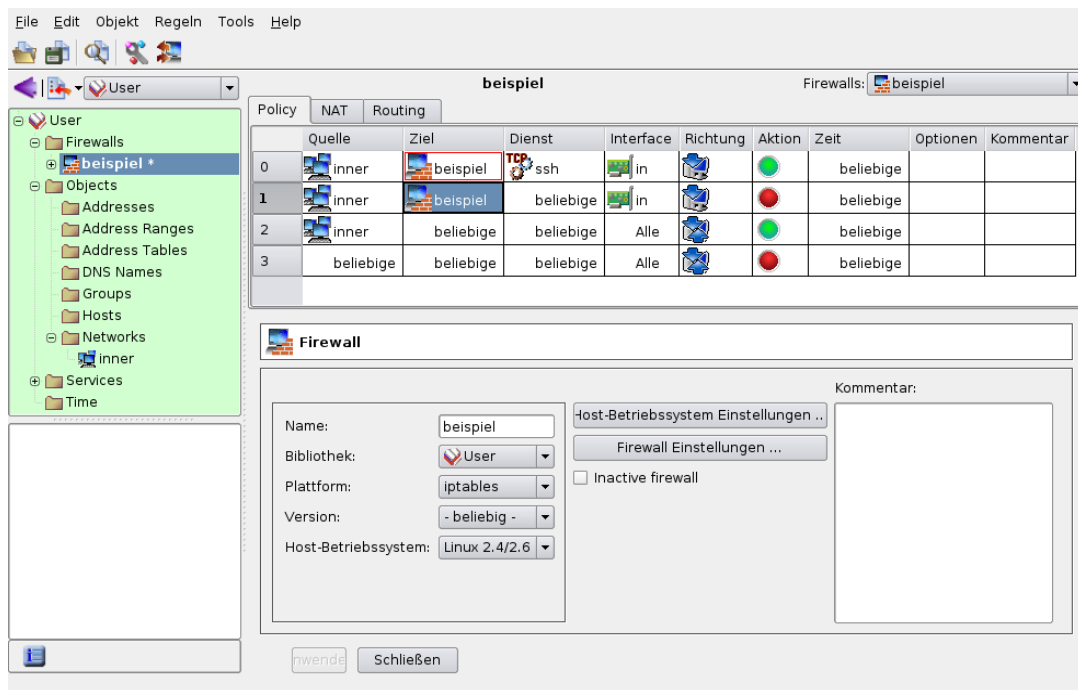 File Edit Objekt Regeln Tools Help
User
beispiel
Firewalls: beispiel
User
Firewalls
beispiel *
Objects
Addresses
Address Ranges
Address Tables
DNS Names
Groups
Hosts
Networks
inner
Services
Time
Policy NAT Routing
Quelle Ziel Dienst Interface Richtung Aktion Zeit Optionen Kommentar
0 inner beispiel TCP ssh in beliebige
1 inner beispiel beliebige in beliebige
2 inner beliebige beliebige Alle beliebige
3 beliebige beliebige beliebige Alle beliebige
Firewall
Name: beispiel
Bibliothek: User
Plattform: iptables
Version: - beliebig -
Host-Betriebssystem: Linux 2.4/2.6
Host-Betriebssystem Einstellungen ..
Firewall Einstellungen ...
Inactive firewall
Kommentar:
nwende Schließen